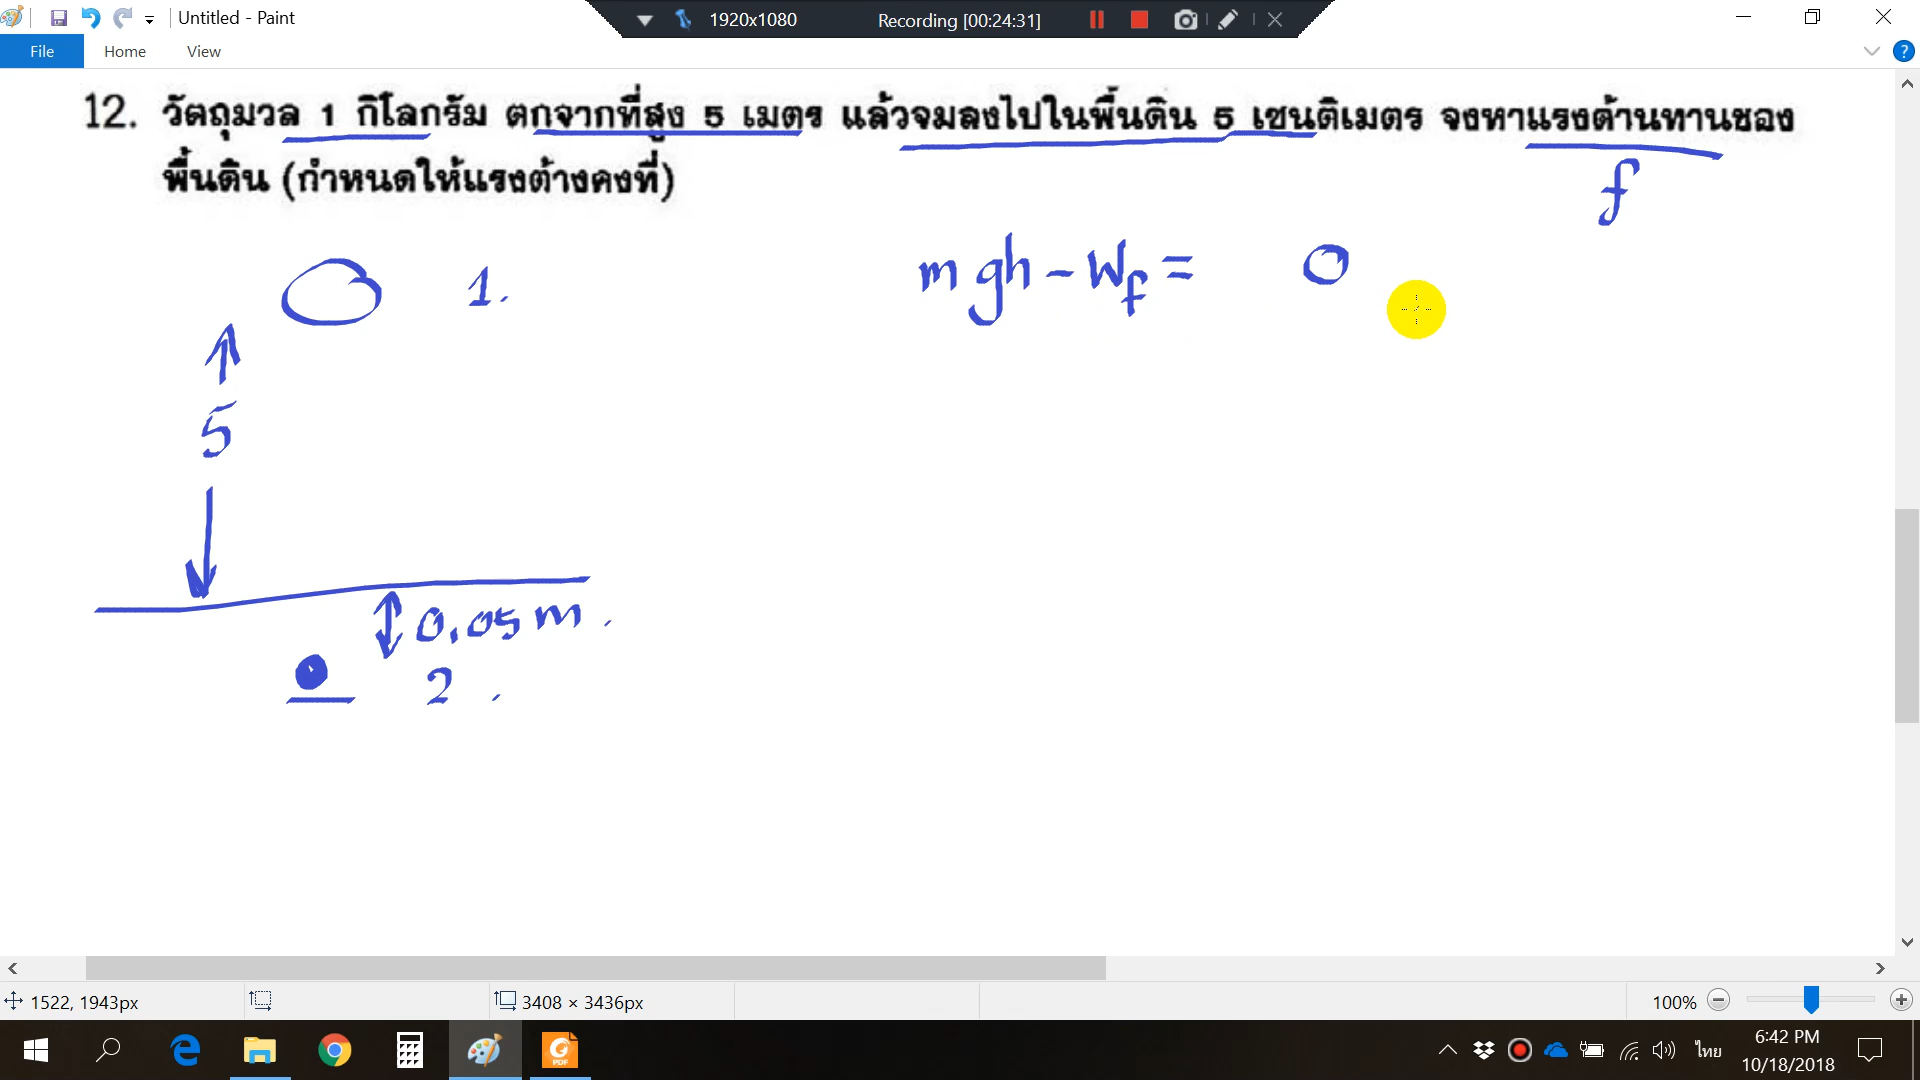 Untitled - Paint
1920x1080 Recording [00:24:31]
File Home View
12. วัตถุมวล 1 กิโลกรัม ตกจากที่สูง 5 เมตร แล้วจมลงไปในพื้นดิน 5 เซนติเมตร จงหาแรงต้านทานของ
พื้นดิน (กำหนดให้แรงต้างคงที่)
f
mgh - Wf = 0
1.
5
0.05 m.
2.
1522, 1943px 3408 × 3436px 100%
PDF ไทย 6:42 PM
10/18/2018